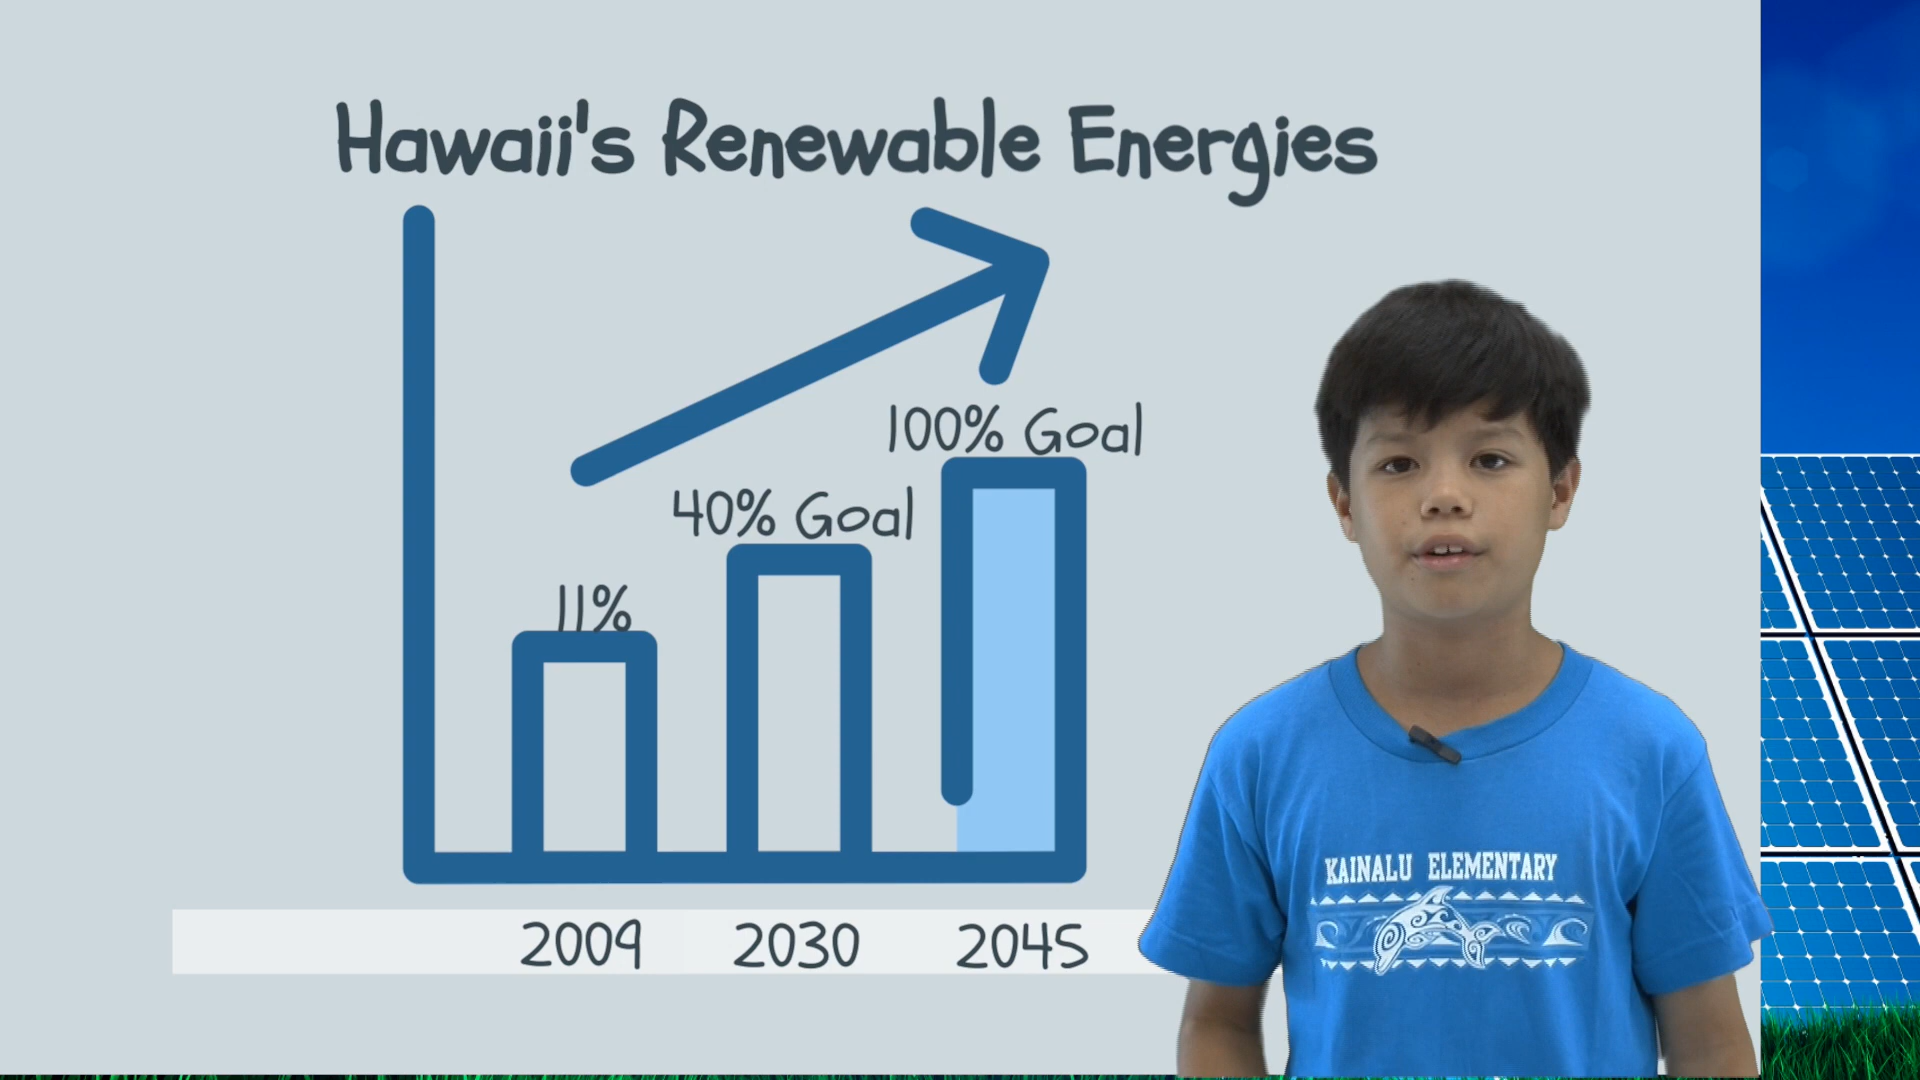 Hawaii's Renewable Energies
100% Goal
40% Goal
11%
2009 2030 2045
KAINALU ELEMENTARY